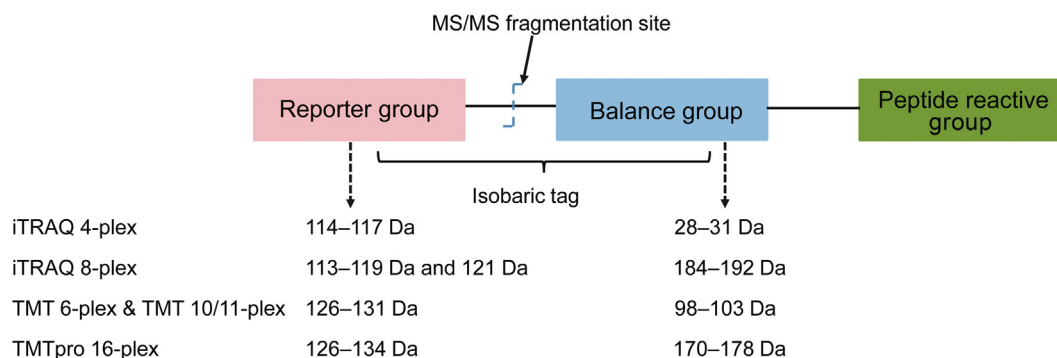 MS/MS fragmentation site
Reporter group
Balance group
Peptide reactive
group
Isobaric tag
iTRAQ 4-plex 114–117 Da 28–31 Da
iTRAQ 8-plex 113–119 Da and 121 Da 184–192 Da
TMT 6-plex & TMT 10/11-plex 126–131 Da 98–103 Da
TMTpro 16-plex 126–134 Da 170–178 Da